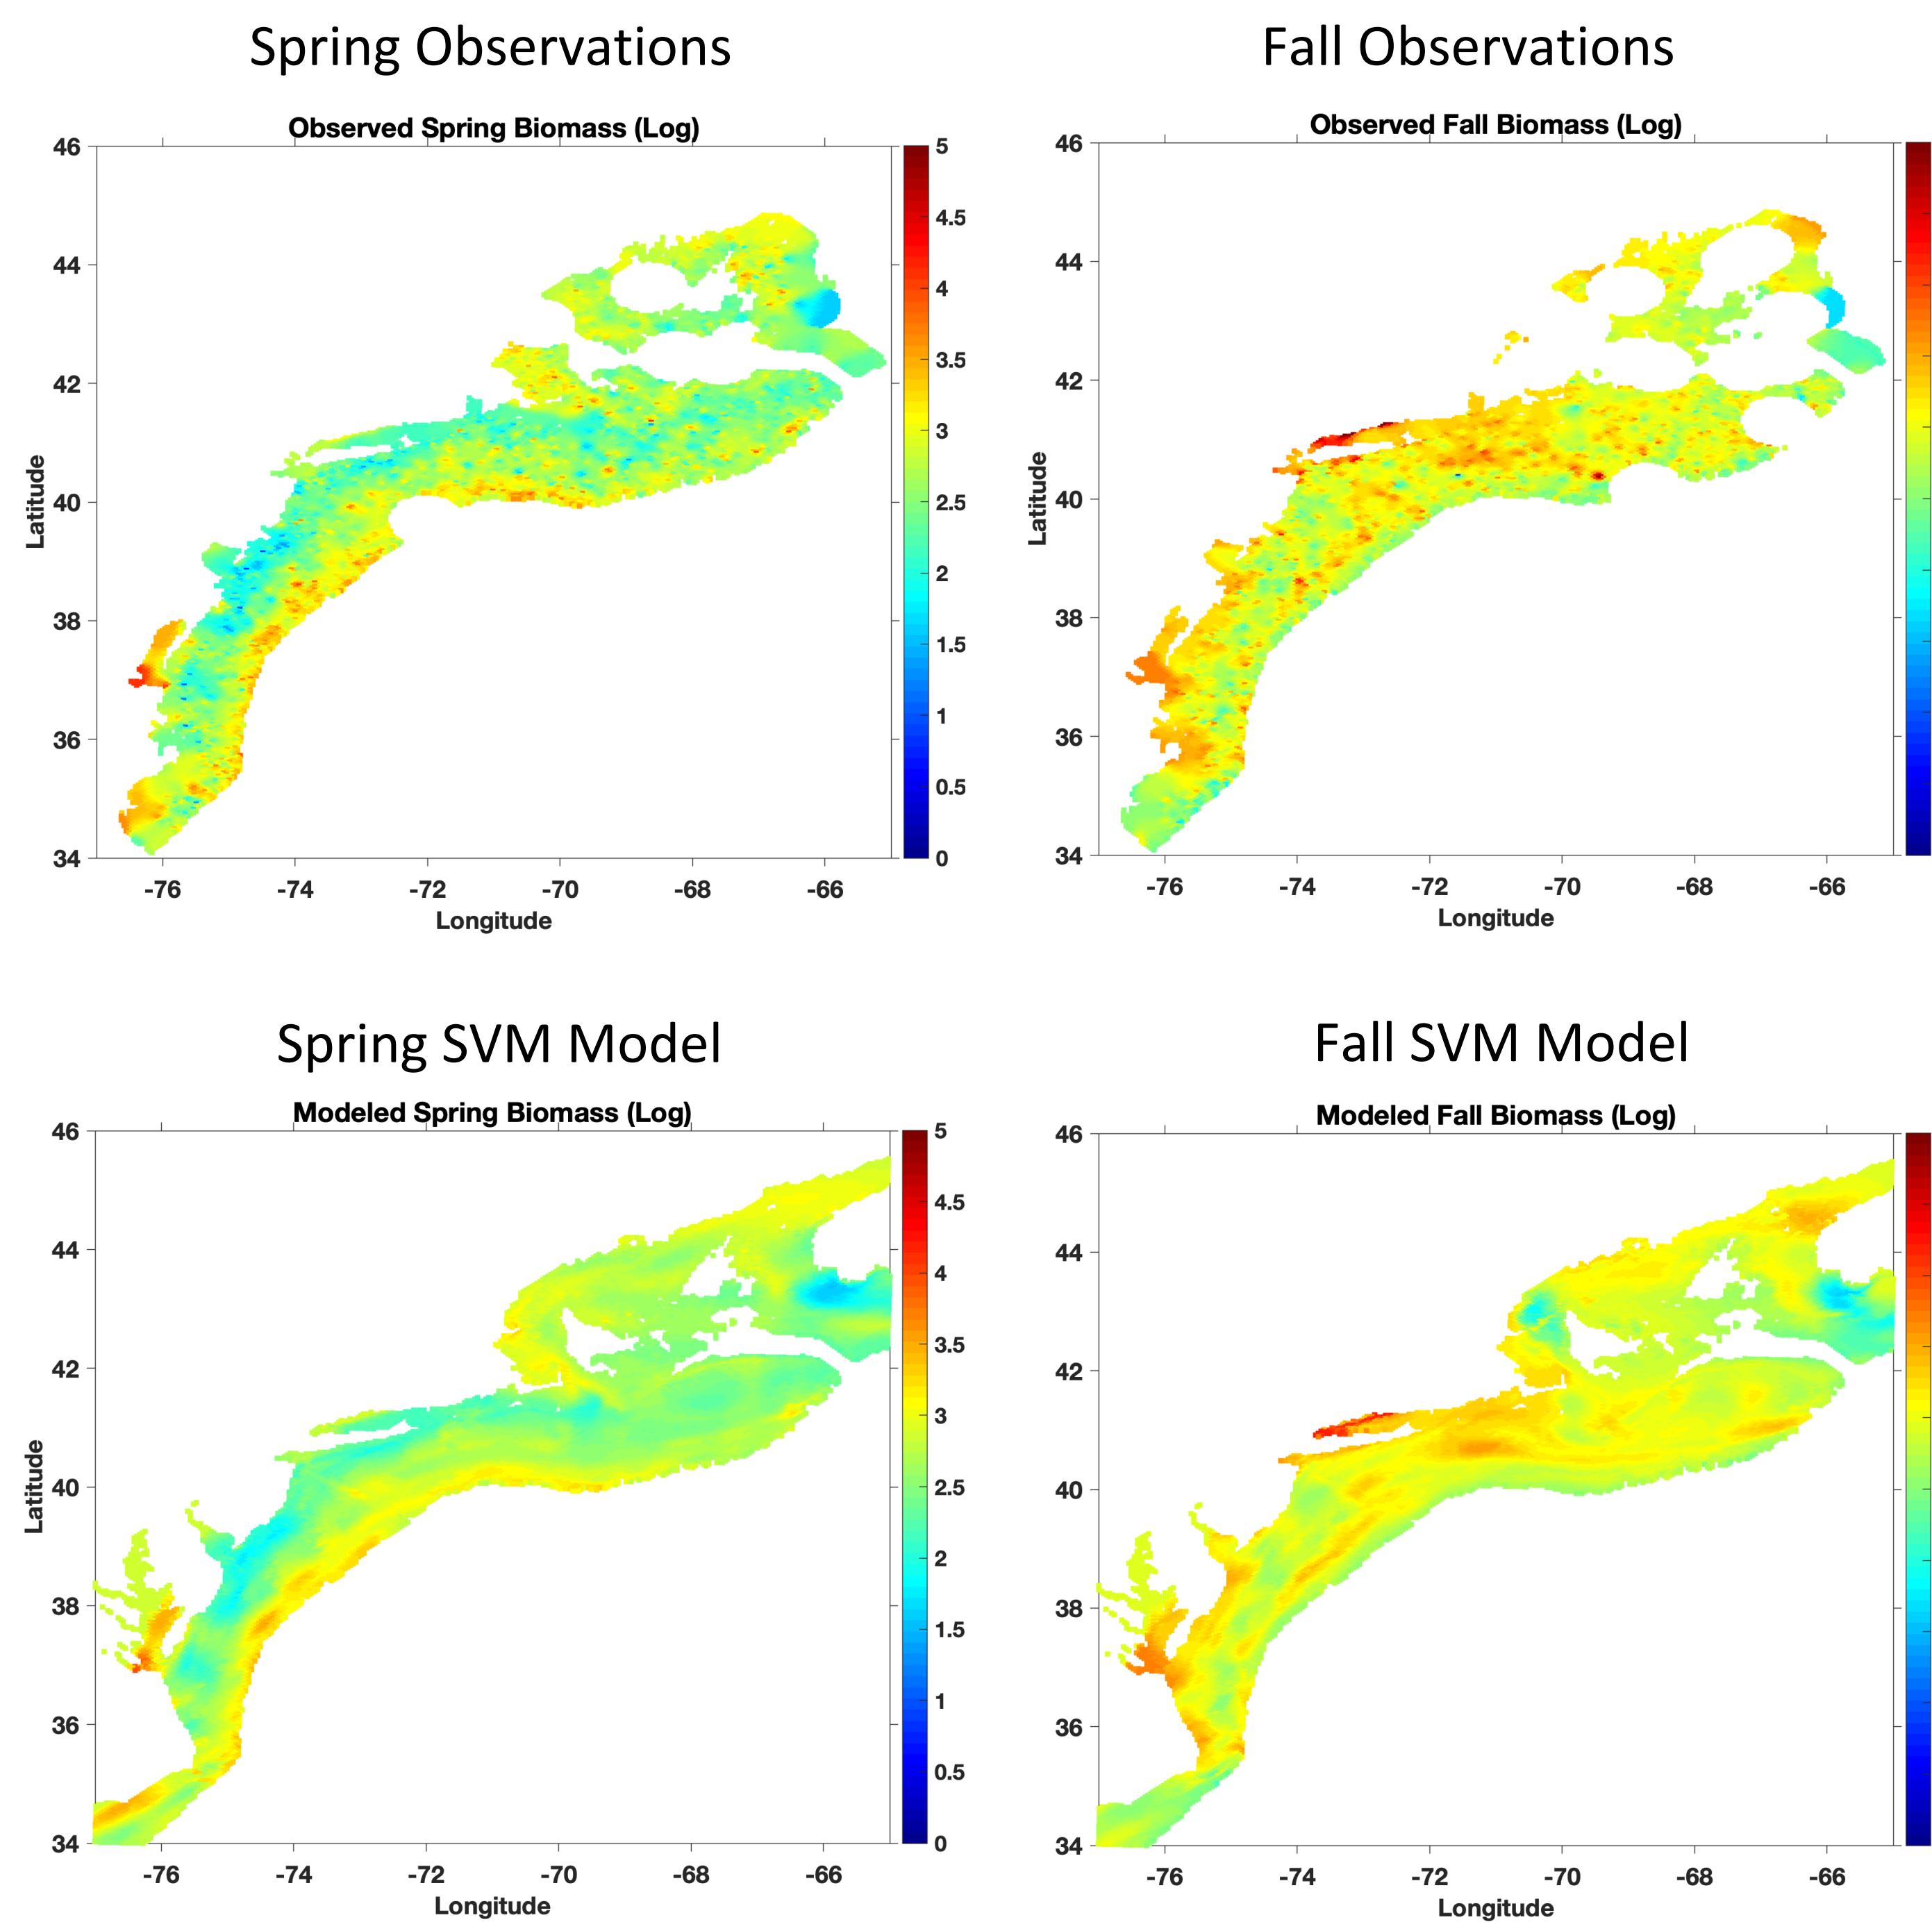 Spring Observations
Fall Observations
Observed Spring Biomass (Log)
Observed Fall Biomass (Log)
46
44
42
40
38
36
34
Latitude
-76 -74 -72 -70 -68 -66
Longitude
5
4.5
4
3.5
3
2.5
2
1.5
1
0.5
0
46
44
42
40
38
36
34
Latitude
-76 -74 -72 -70 -68 -66
Longitude
Spring SVM Model
Fall SVM Model
Modeled Spring Biomass (Log)
Modeled Fall Biomass (Log)
46
44
42
40
38
36
34
Latitude
-76 -74 -72 -70 -68 -66
Longitude
5
4.5
4
3.5
3
2.5
2
1.5
1
0.5
0
46
44
42
40
38
36
34
-76 -74 -72 -70 -68 -66
Longitude